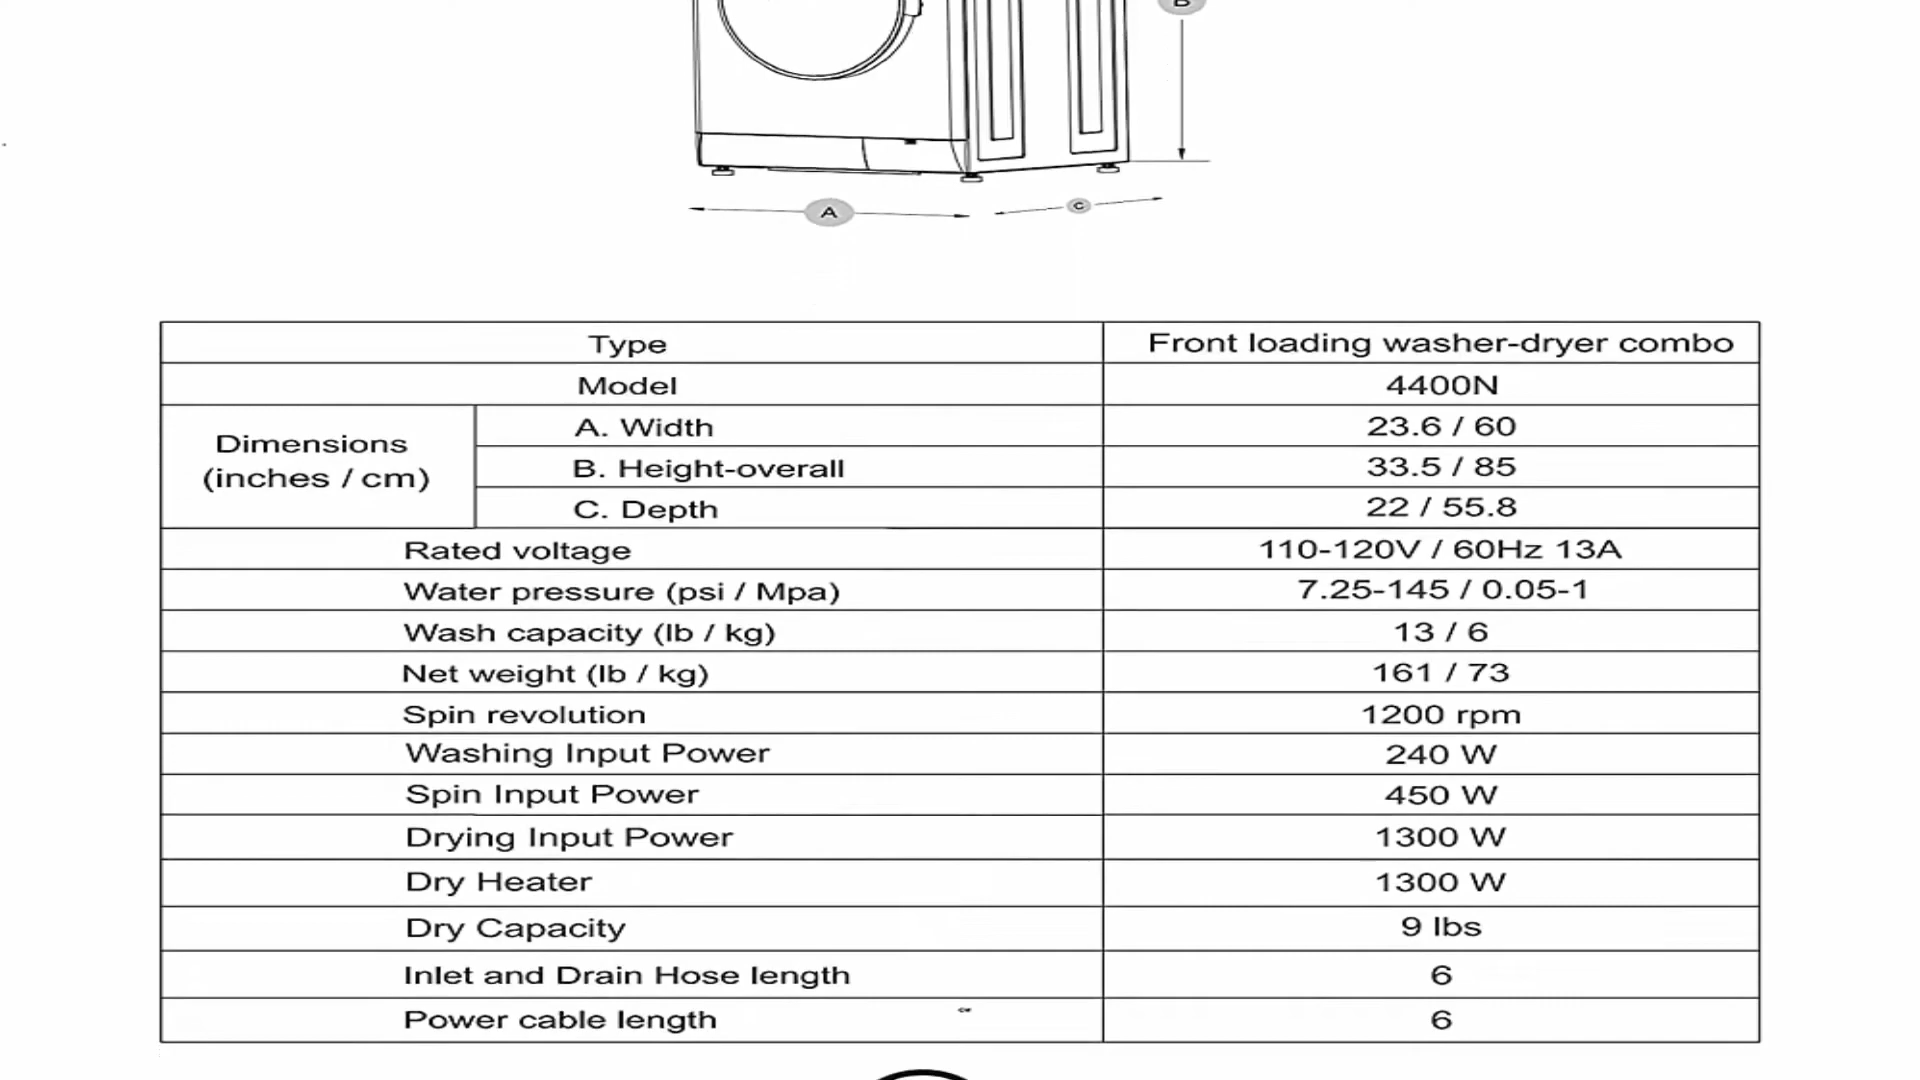 B
A
C
Type Front loading washer-dryer combo
Model 4400N
Dimensions (inches / cm)
A. Width 23.6 / 60
B. Height-overall 33.5 / 85
C. Depth 22 / 55.8
Rated voltage 110-120V / 60Hz 13A
Water pressure (psi / Mpa) 7.25-145 / 0.05-1
Wash capacity (lb / kg) 13 / 6
Net weight (lb / kg) 161 / 73
Spin revolution 1200 rpm
Washing Input Power 240 W
Spin Input Power 450 W
Drying Input Power 1300 W
Dry Heater 1300 W
Dry Capacity 9 lbs
Inlet and Drain Hose length 6
Power cable length 6